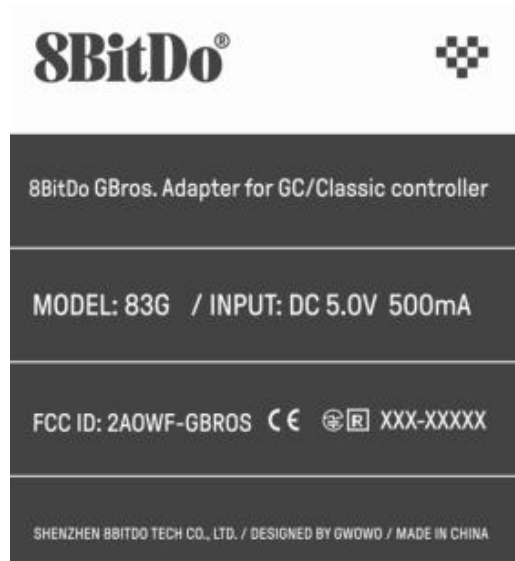 8BitDo®
8BitDo GBros. Adapter for GC/Classic controller
MODEL: 83G / INPUT: DC 5.0V 500mA
FCC ID: 2AOWF-GBROS CE R XXX-XXXXX
SHENZHEN 8BITDO TECH CO., LTD. / DESIGNED BY GWOWO / MADE IN CHINA